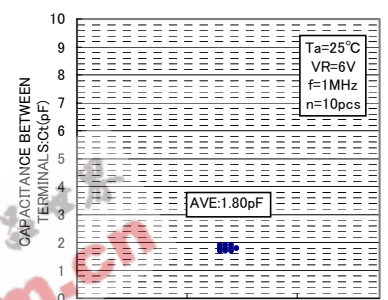 CAPACITANCE BETWEEN
TERMINALS:Ct(pF)
10
9
8
7
6
5
4
3
2
1
0
Ta=25℃
VR=6V
f=1MHz
n=10pcs
AVE:1.80pF
m.cn